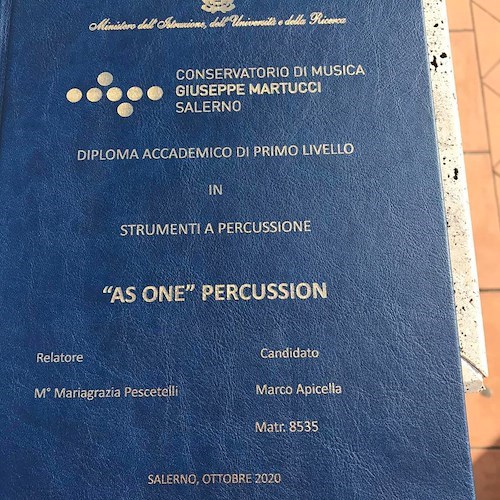 Ministero dell'Istruzione, dell'Università e della Ricerca
CONSERVATORIO DI MUSICA
GIUSEPPE MARTUCCI
SALERNO
DIPLOMA ACCADEMICO DI PRIMO LIVELLO
IN
STRUMENTI A PERCUSSIONE
“AS ONE” PERCUSSION
Relatore
Candidato
M° Mariagrazia Pescetelli
Marco Apicella
Matr. 8535
SALERNO, OTTOBRE 2020